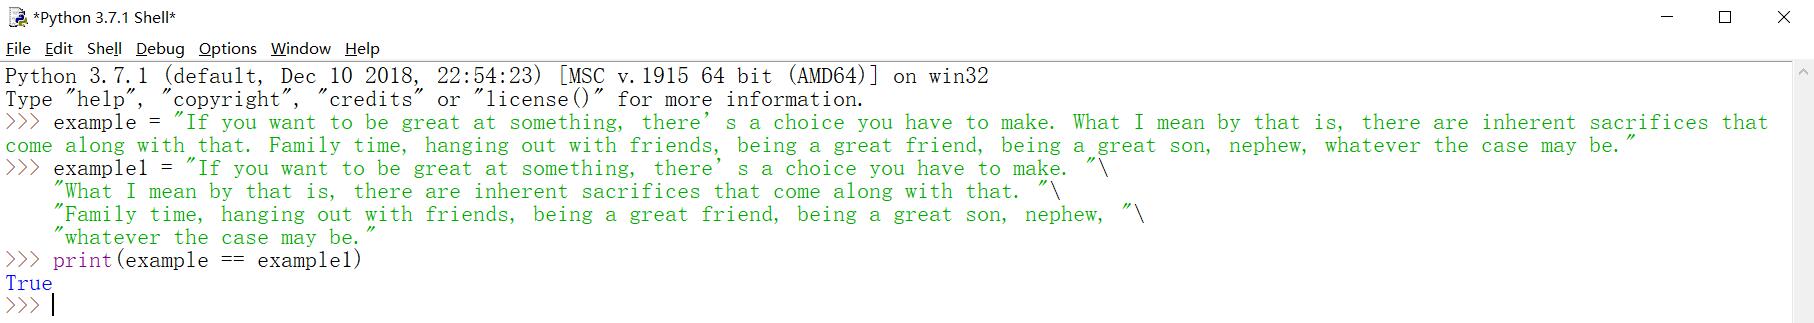 *Python 3.7.1 Shell*
File Edit Shell Debug Options Window Help
Python 3.7.1 (default, Dec 10 2018, 22:54:23) [MSC v.1915 64 bit (AMD64)] on win32
Type "help", "copyright", "credits" or "license()" for more information.
>>> example = "If you want to be great at something, there’s a choice you have to make. What I mean by that is, there are inherent sacrifices that
come along with that. Family time, hanging out with friends, being a great friend, being a great son, nephew, whatever the case may be."
>>> example1 = "If you want to be great at something, there’s a choice you have to make. "\
    "What I mean by that is, there are inherent sacrifices that come along with that. "\
    "Family time, hanging out with friends, being a great friend, being a great son, nephew, "\
    "whatever the case may be."
>>> print(example == example1)
True
>>>